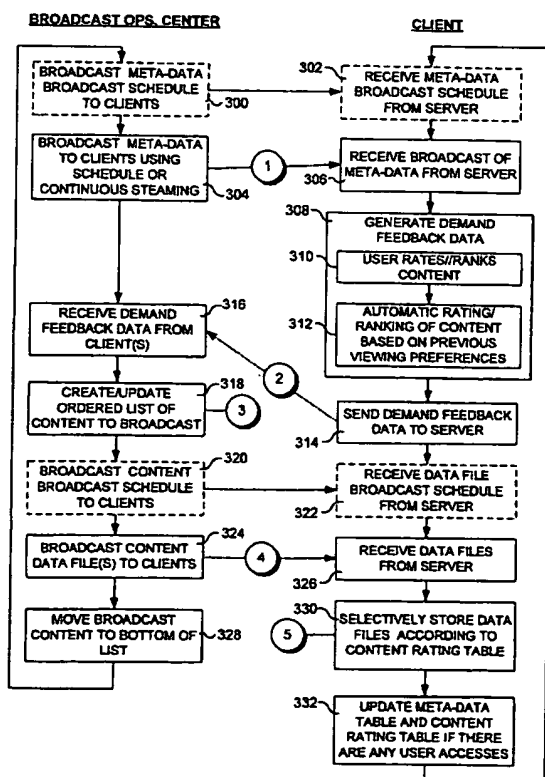 BROADCAST OPS. CENTER
BROADCAST META-DATA
BROADCAST SCHEDULE
TO CLIENTS
300
BROADCAST META-DATA
TO CLIENTS USING
SCHEDULE OR
CONTINUOUS STEAMING
304
1
316
RECEIVE DEMAND
FEEDBACK DATA FROM
CLIENT(S)
2
318
CREATE/UPDATE
ORDERED LIST OF
CONTENT TO BROADCAST
3
320
BROADCAST CONTENT
BROADCAST SCHEDULE
TO CLIENTS
324
BROADCAST CONTENT
DATA FILE(S) TO CLIENTS
4
MOVE BROADCAST
CONTENT TO BOTTOM OF
LIST
328
CLIENT
302
RECEIVE META-DATA
BROADCAST SCHEDULE
FROM SERVER
RECEIVE BROADCAST OF
META-DATA FROM SERVER
306
308
GENERATE DEMAND
FEEDBACK DATA
310
USER RATES//RANKS
CONTENT
312
AUTOMATIC RATING/
RANKING OF CONTENT
BASED ON PREVIOUS
VIEWING PREFERENCES
SEND DEMAND FEEDBACK
DATA TO SERVER
314
RECEIVE DATA FILE
BROADCAST SCHEDULE
FROM SERVER
322
RECEIVE DATA FILES
FROM SERVER
326
330
SELECTIVELY STORE DATA
FILES ACCORDING TO
CONTENT RATING TABLE
5
332
UPDATE META-DATA
TABLE AND CONTENT
RATING TABLE IF THERE
ARE ANY USER ACCESSES